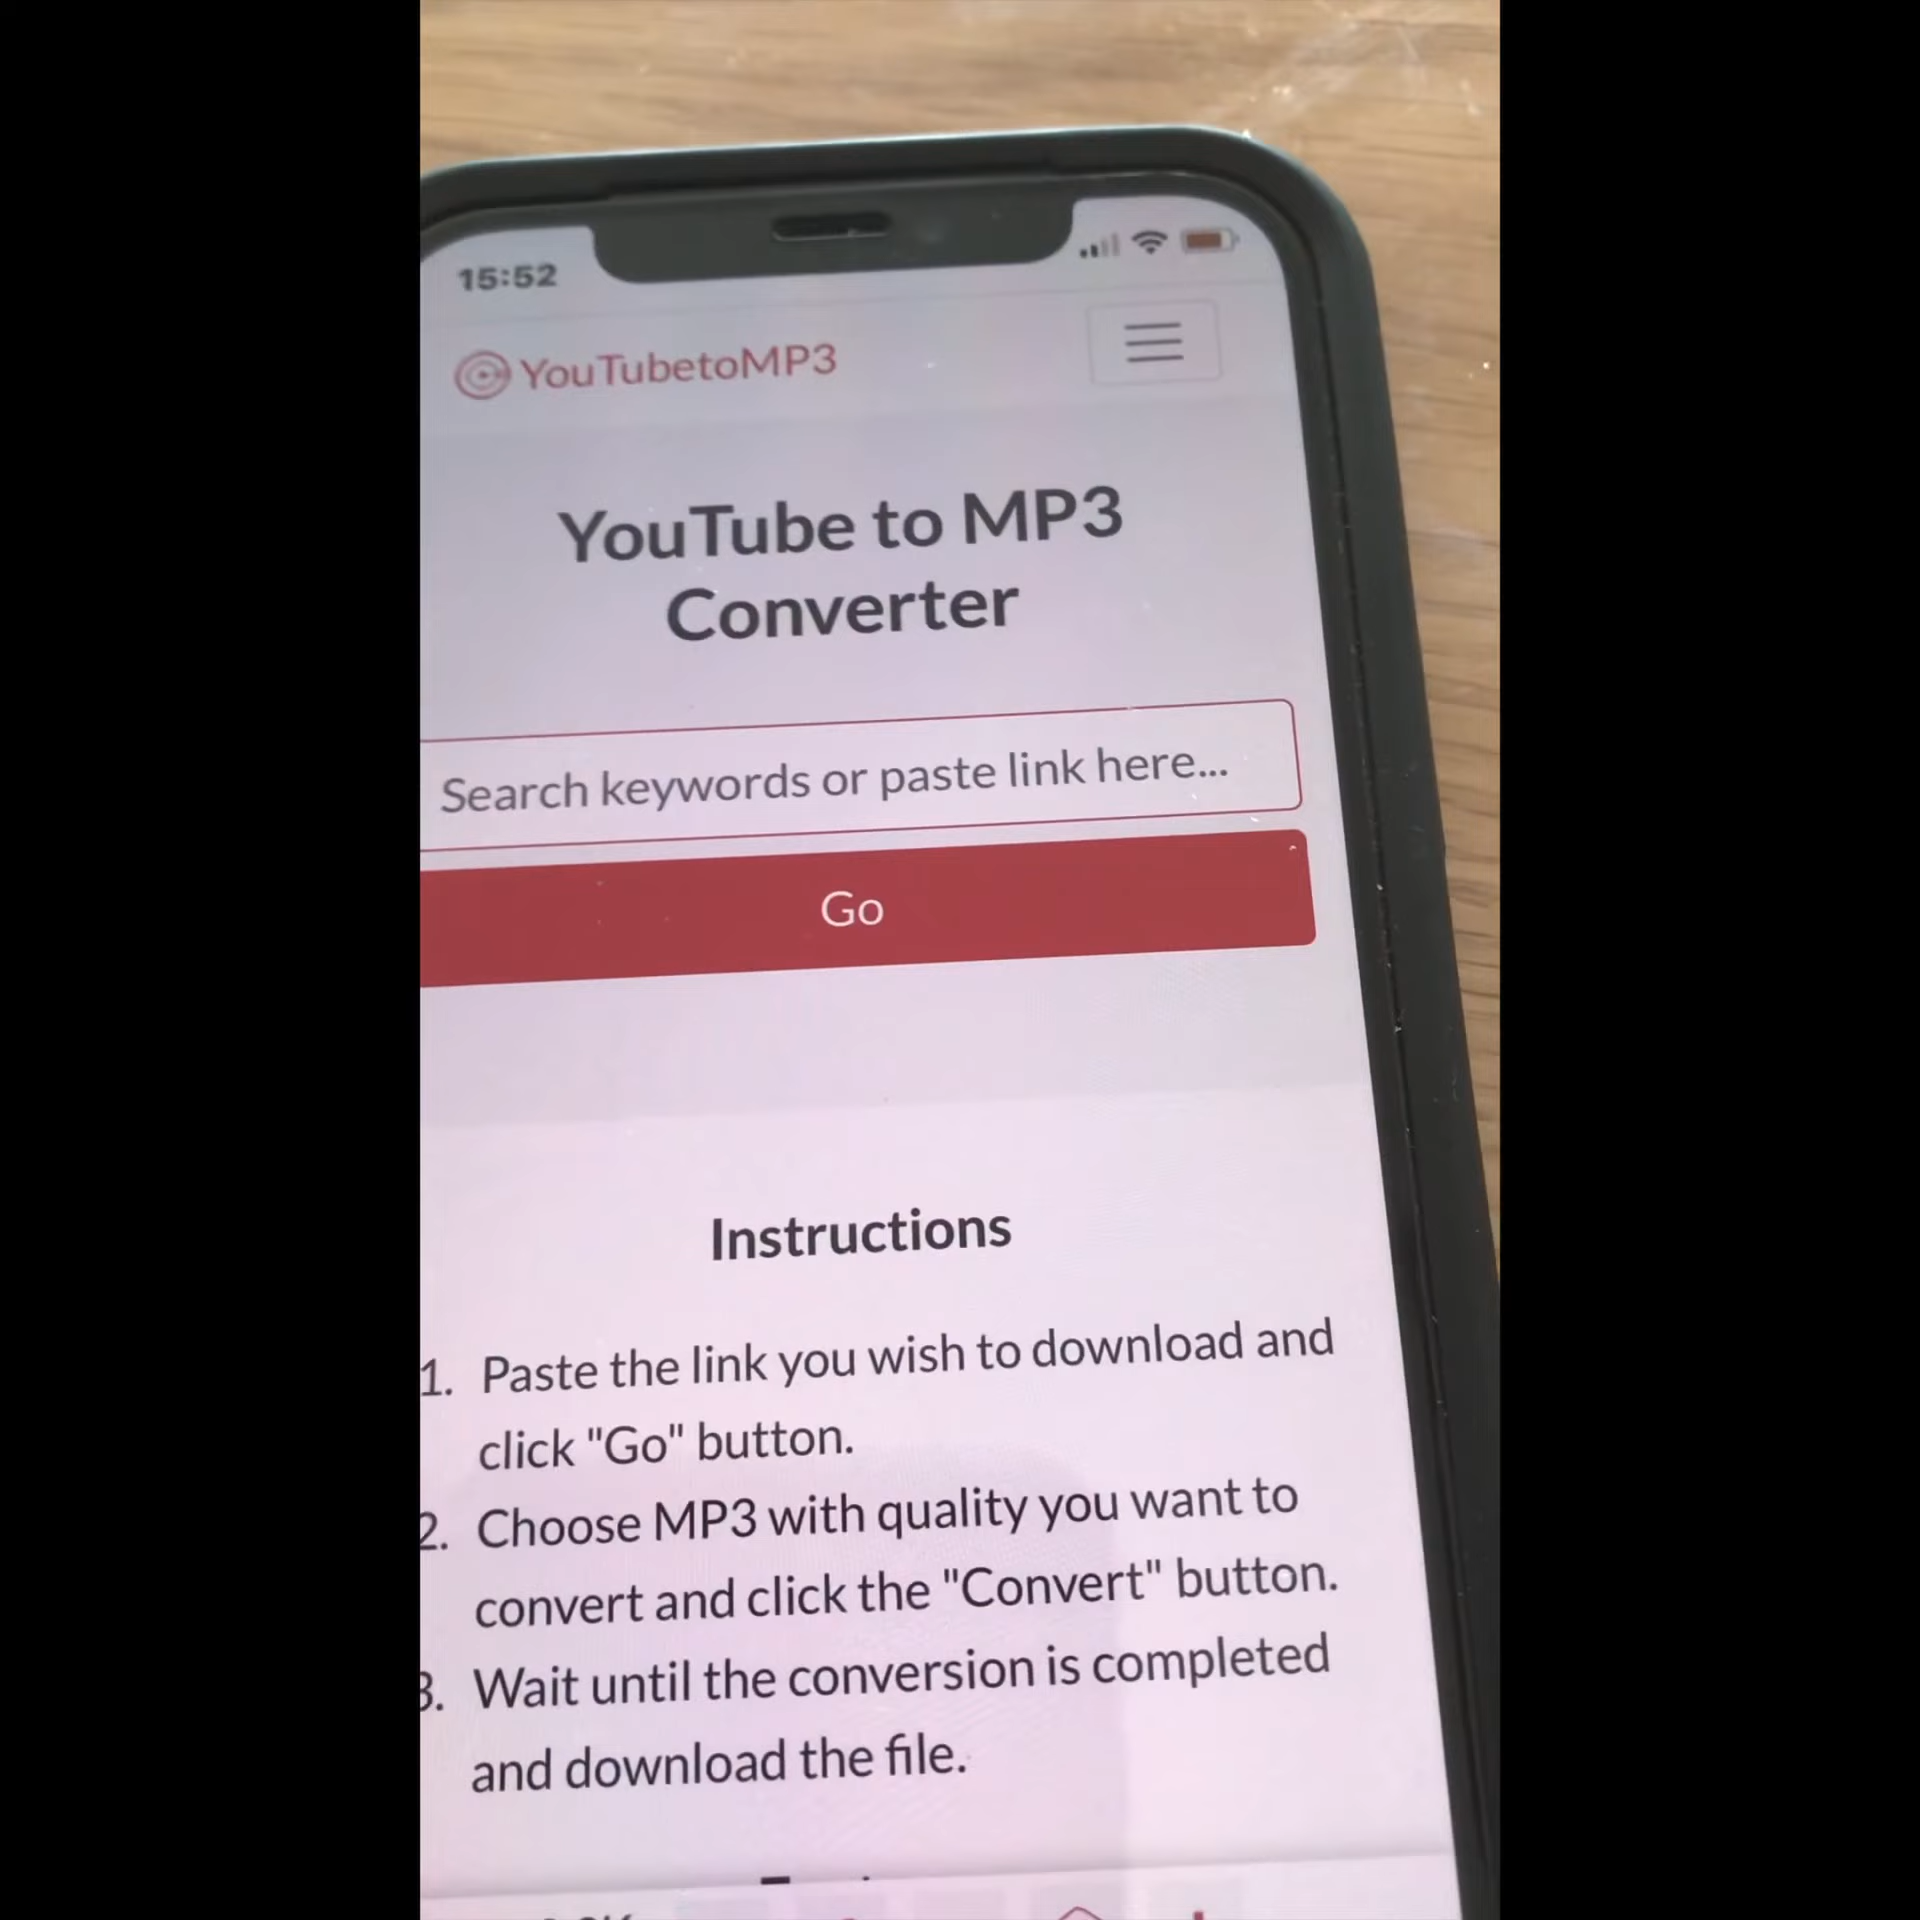 15:52
YouTubetoMP3
YouTube to MP3
Converter
Search keywords or paste link here...
Go
Instructions
1. Paste the link you wish to download and
click "Go" button.
2. Choose MP3 with quality you want to
convert and click the "Convert" button.
3. Wait until the conversion is completed
and download the file.